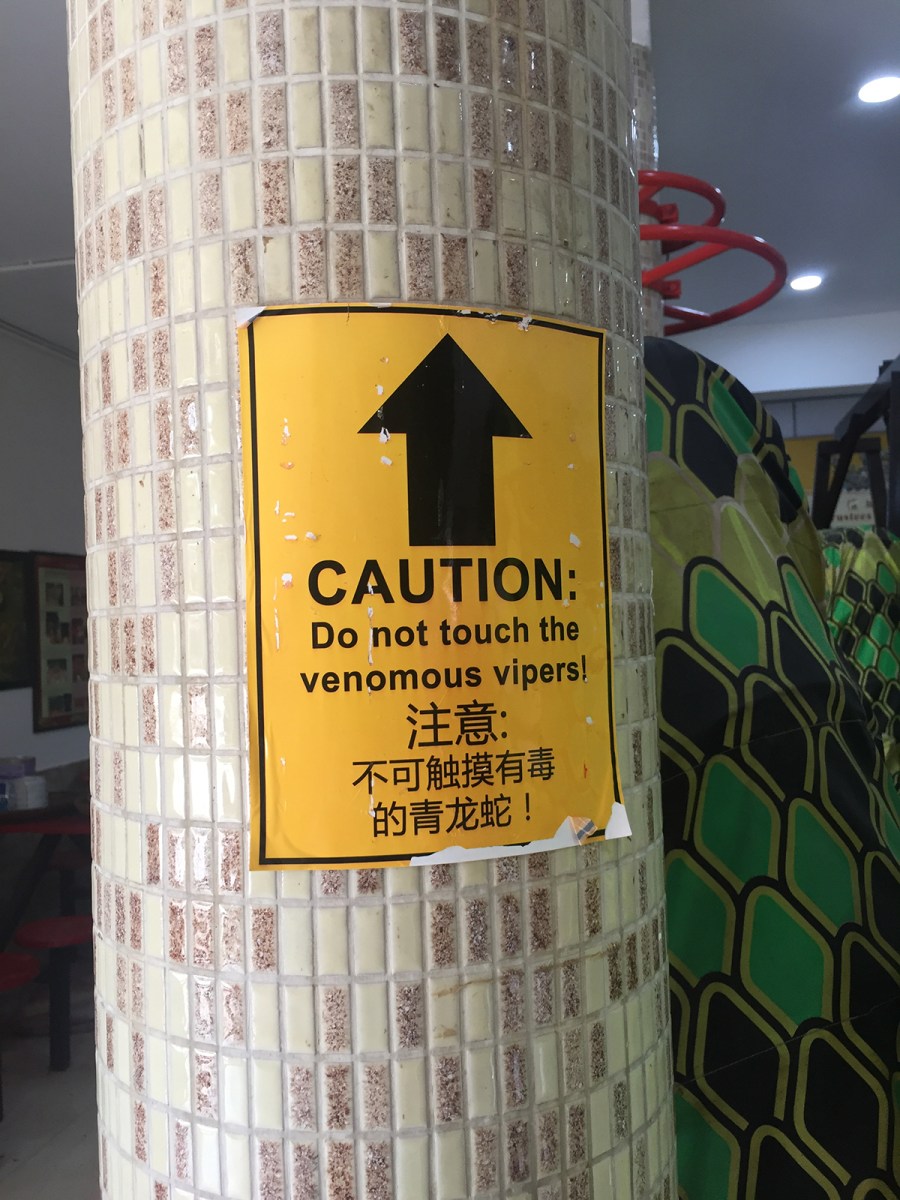 CAUTION:
Do not touch the
venomous vipers!
注意:
不可触摸有毒
的青龙蛇！